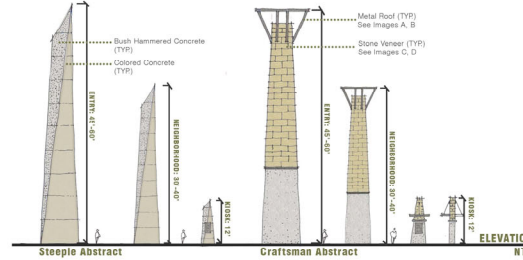 Metal Roof (TYP.)
See Images A, B
Bush Hammered Concrete
(TYP.)
Stone Veneer (TYP.)
See Images C, D
Colored Concrete
(TYP.)
ENTRY: 41'-60'
NEIGHBORHOOD: 30'-40'
KIOSK: 12'
ENTRY: 45'-60'
NEIGHBORHOOD: 30'-40'
KIOSK: 12'
ELEVATIO
Steeple Abstract
Craftsman Abstract